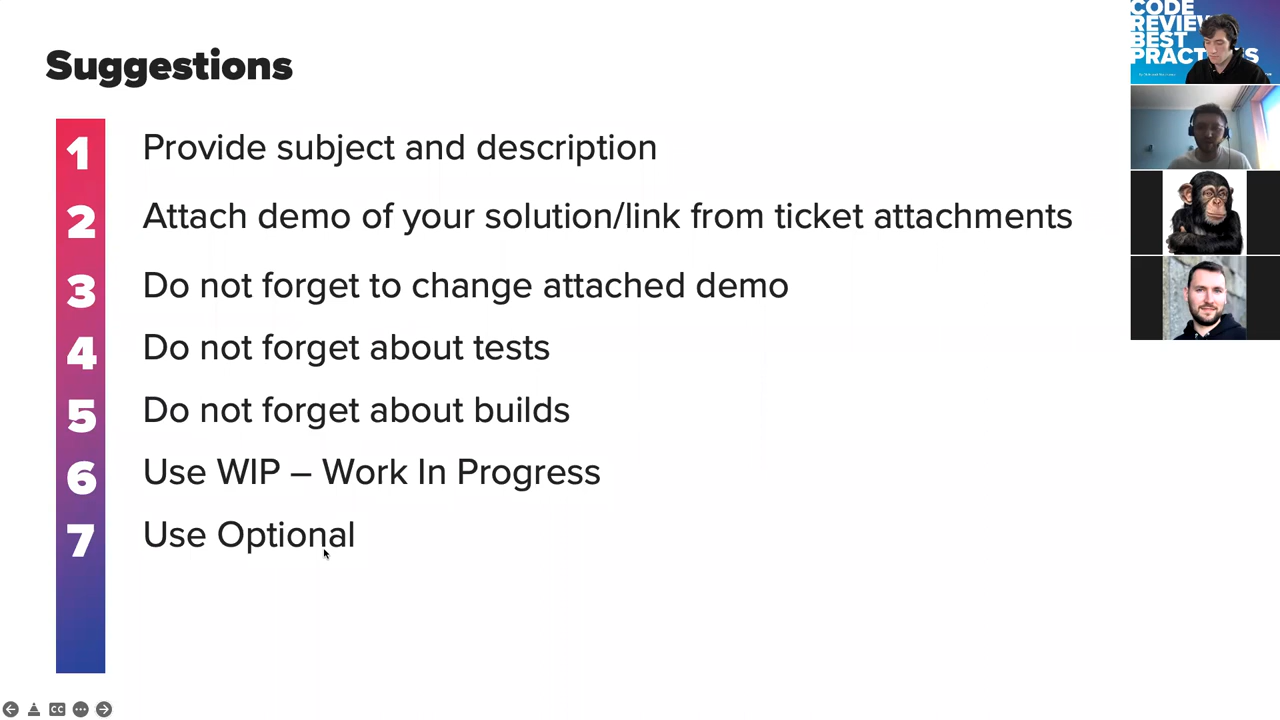 Suggestions
1 Provide subject and description
2 Attach demo of your solution/link from ticket attachments
3 Do not forget to change attached demo
4 Do not forget about tests
5 Do not forget about builds
6 Use WIP – Work In Progress
7 Use Optional
CC
CODE
REVIEW
BEST